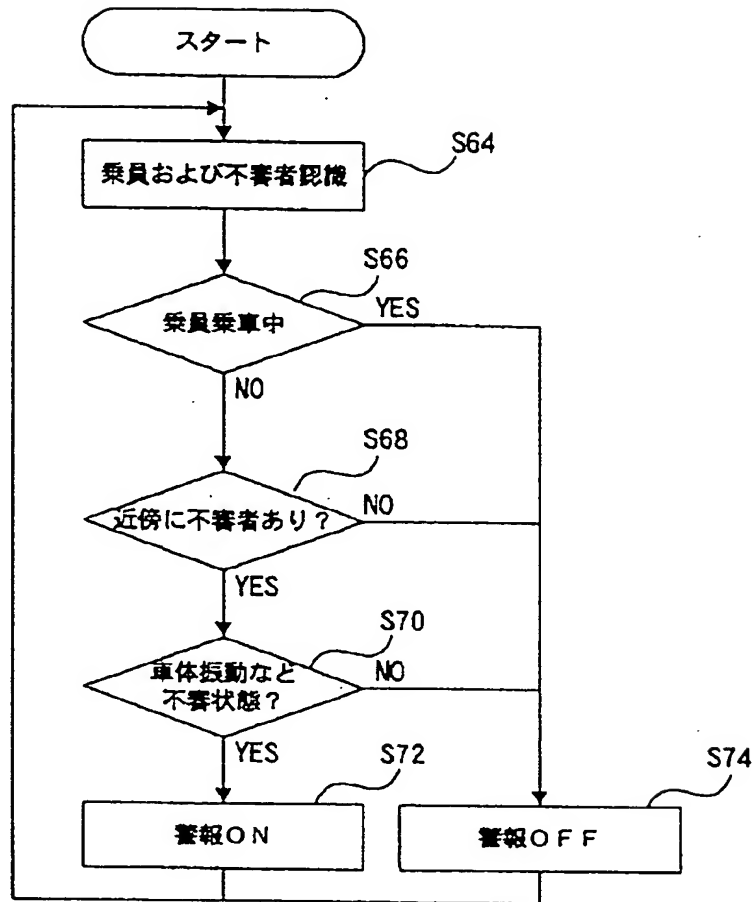 スタート
S64
乗員および不審者認識
S66
乗員乗車中
YES
NO
S68
近傍に不審者あり?
NO
YES
S70
車体振動など
不審状態?
NO
YES
S72
警報ON
S74
警報OFF